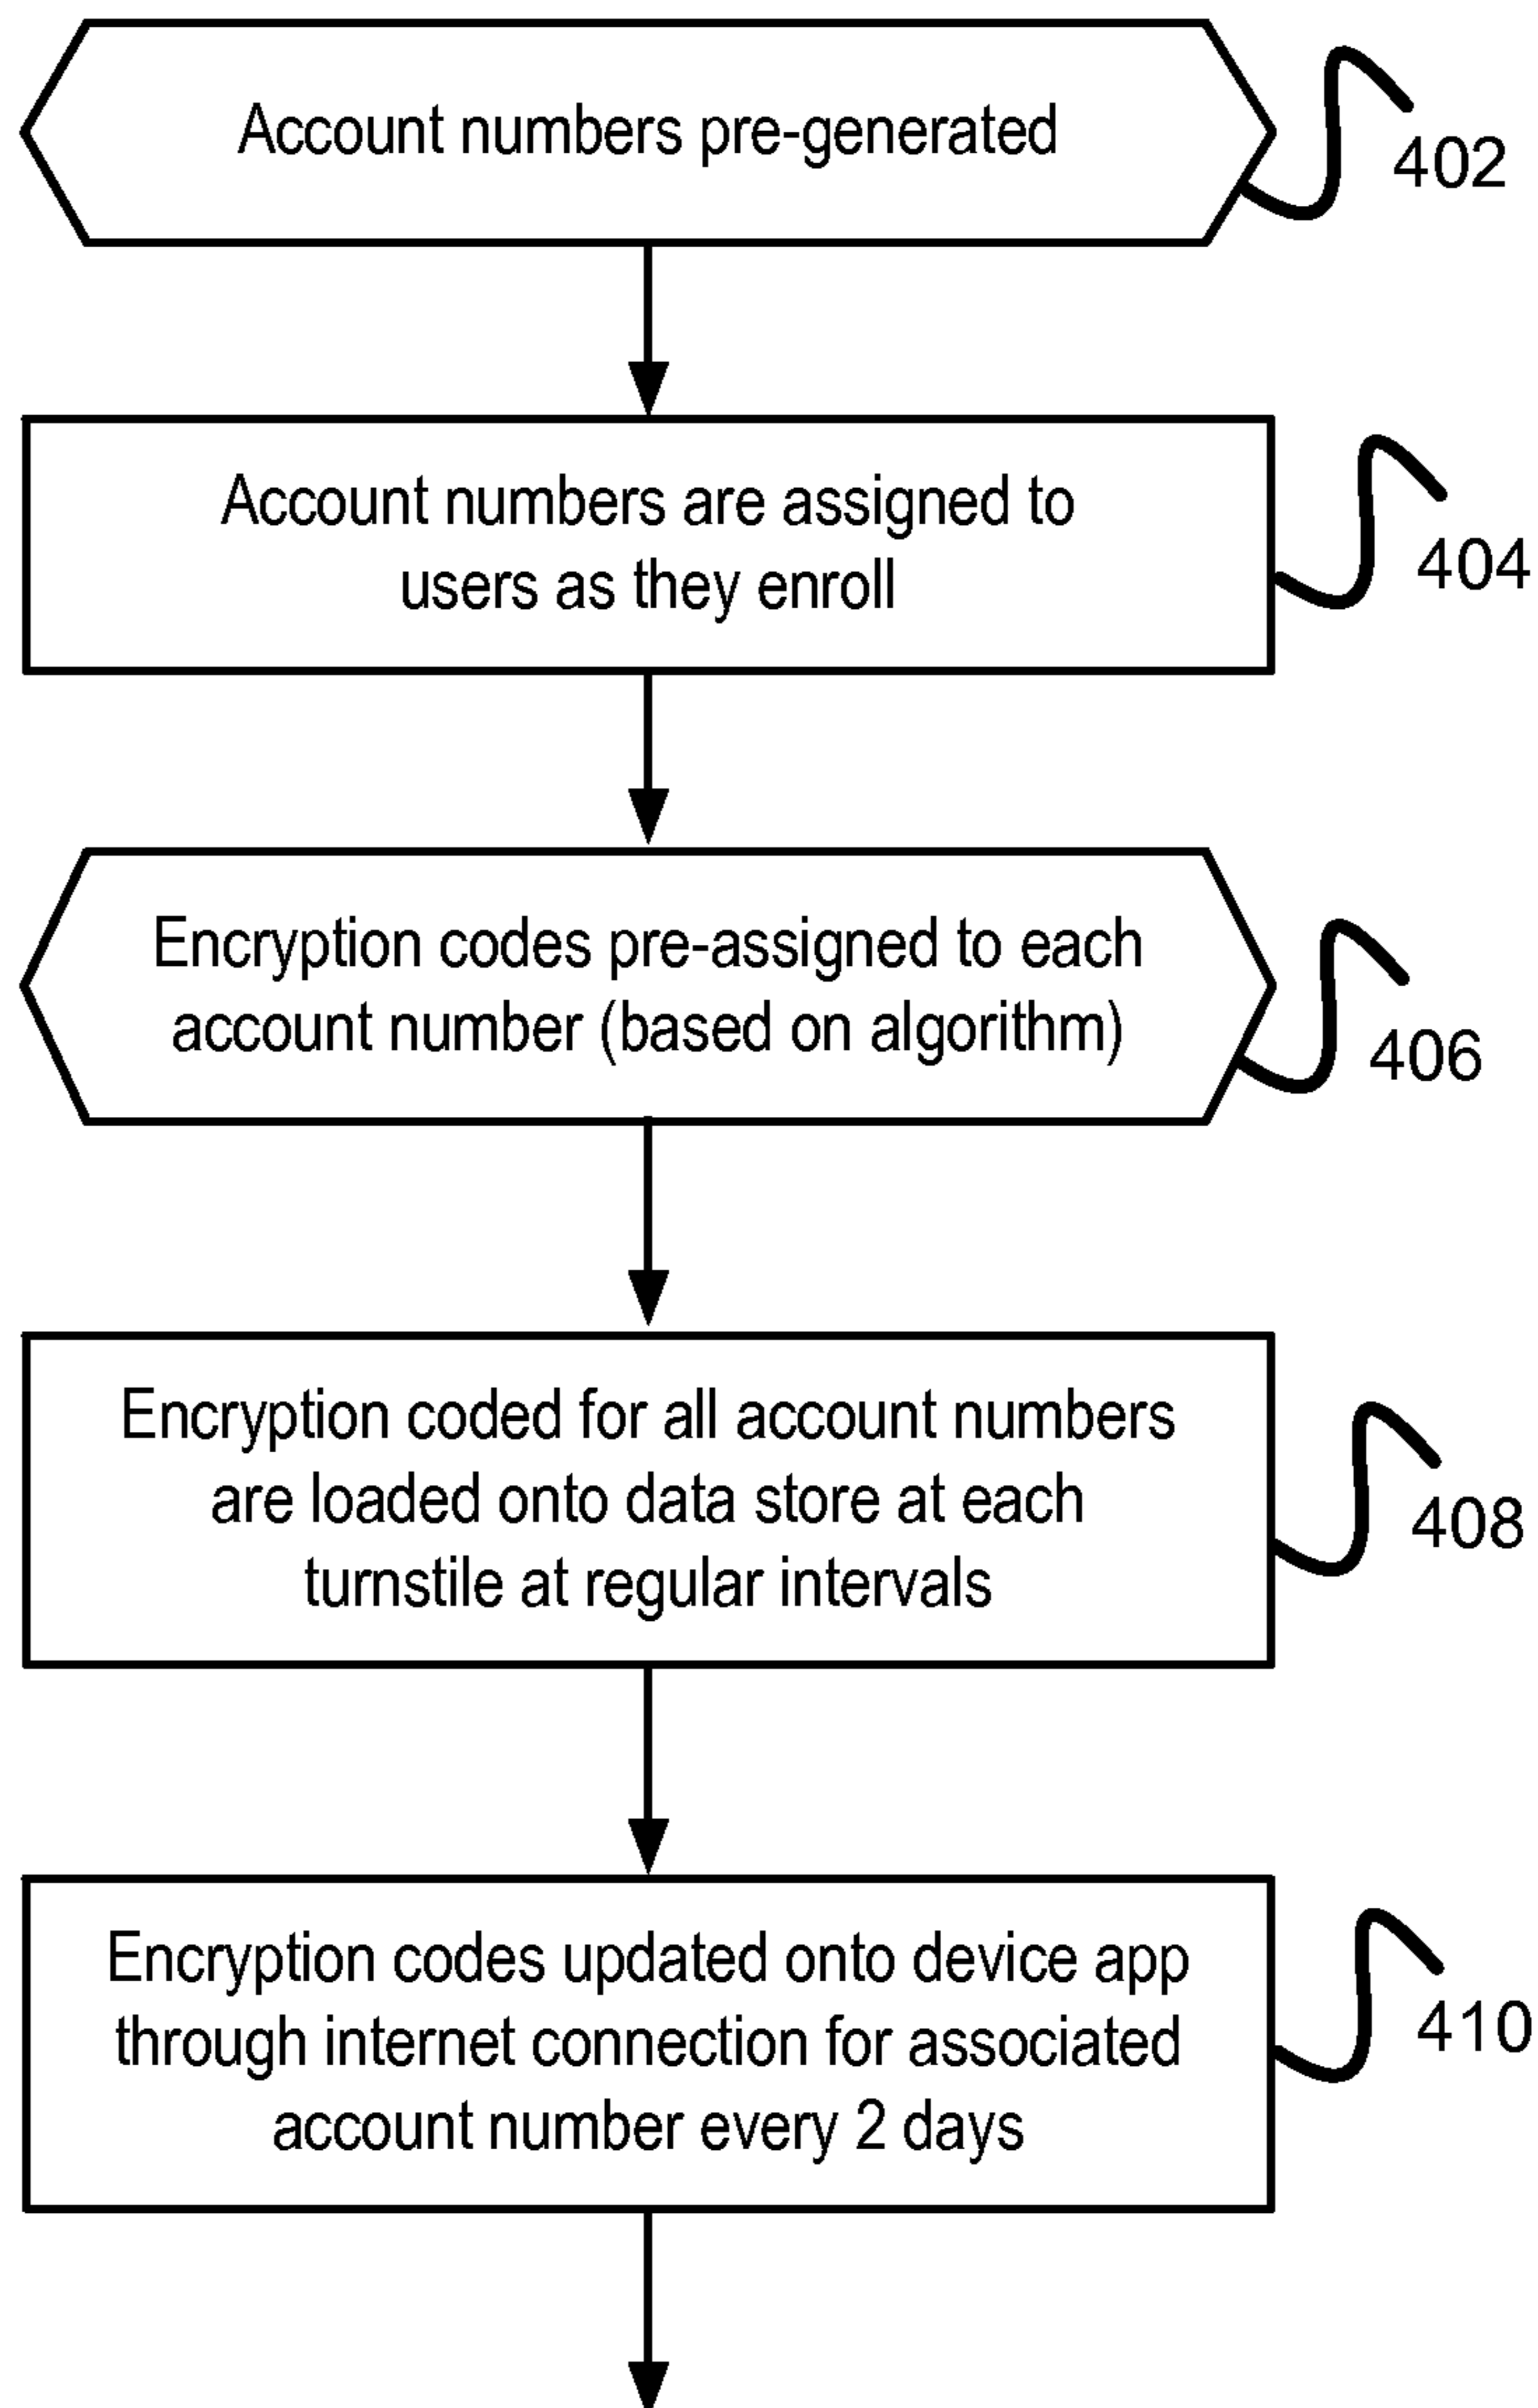 Account numbers pre-generated
402
Account numbers are assigned to
users as they enroll
404
Encryption codes pre-assigned to each
account number (based on algorithm)
406
Encryption coded for all account numbers
are loaded onto data store at each
turnstile at regular intervals
408
Encryption codes updated onto device app
through internet connection for associated
account number every 2 days
410